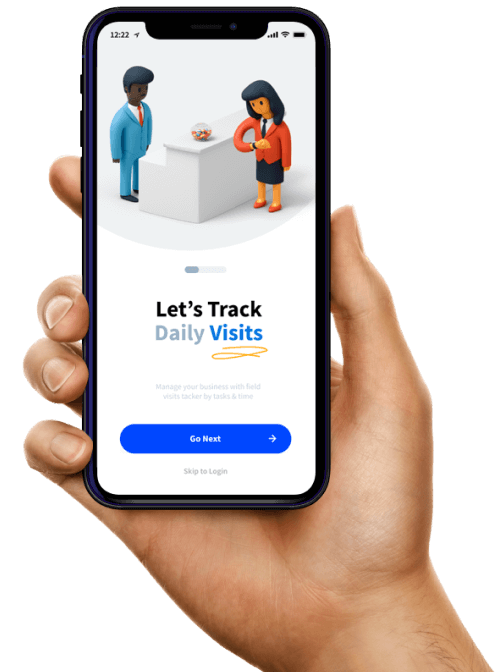 12:22
Let's Track
Daily Visits
Manage your business with field
visits tacker by tasks & time
Go Next
Skip to Login